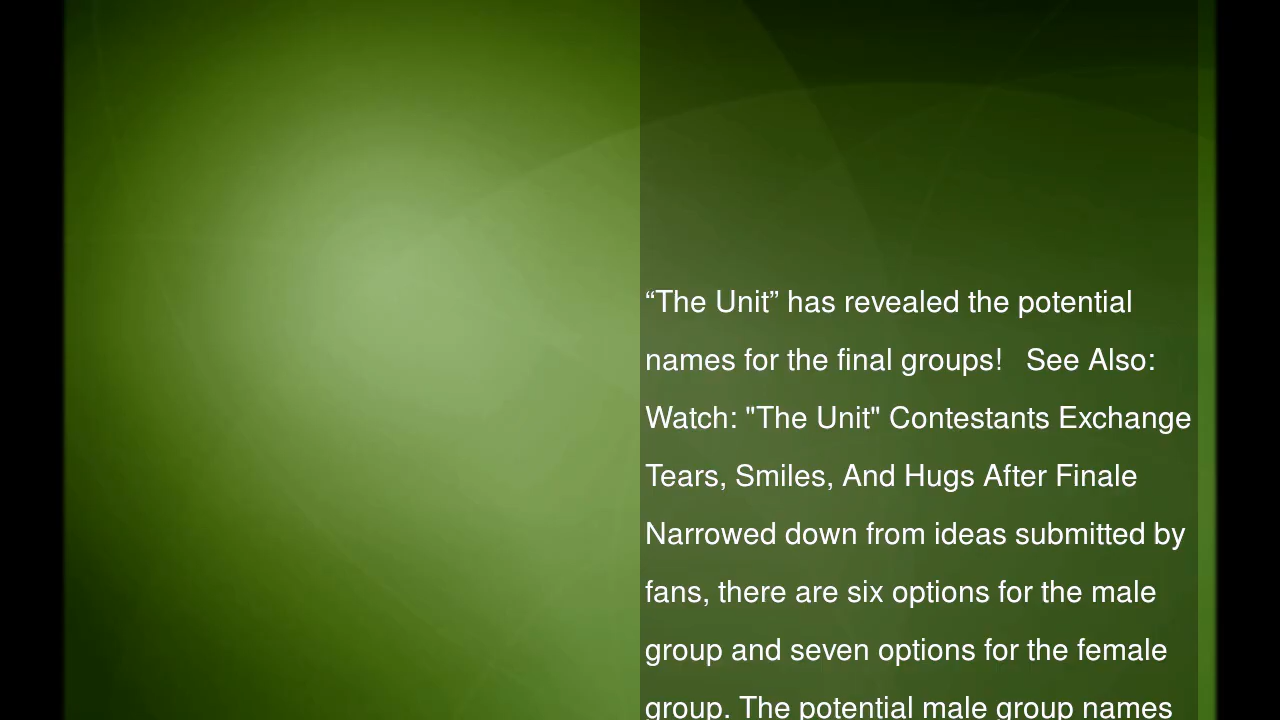 “The Unit” has revealed the potential
names for the final groups!   See Also:
Watch: "The Unit" Contestants Exchange
Tears, Smiles, And Hugs After Finale
Narrowed down from ideas submitted by
fans, there are six options for the male
group and seven options for the female
group. The potential male group names